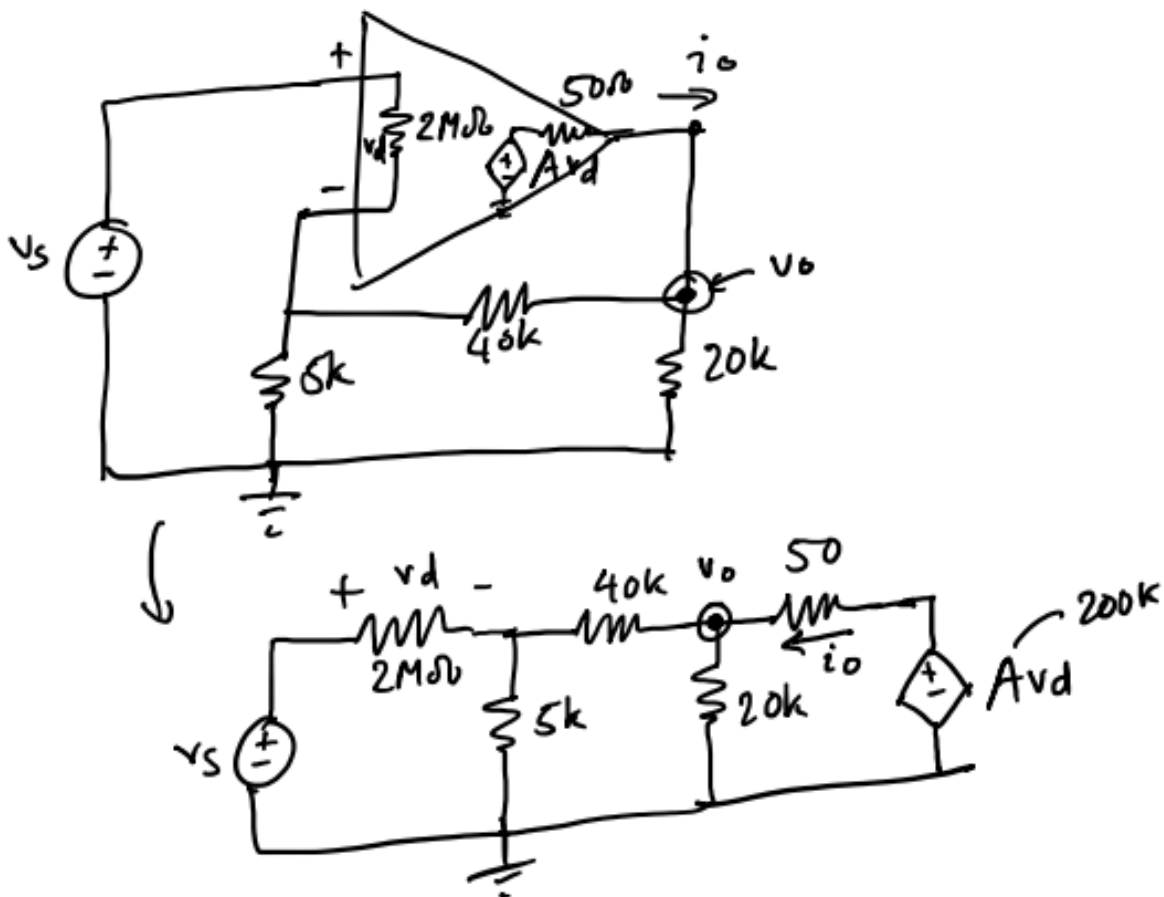 io
+
50Ω
2MΩ
vd
+
-
Avd
-
vs
+
-
vo
40k
5k
20k
+ vd -
40k
vo
50
200k
2MΩ
io
+
-
Avd
5k
20k
vs
+
-